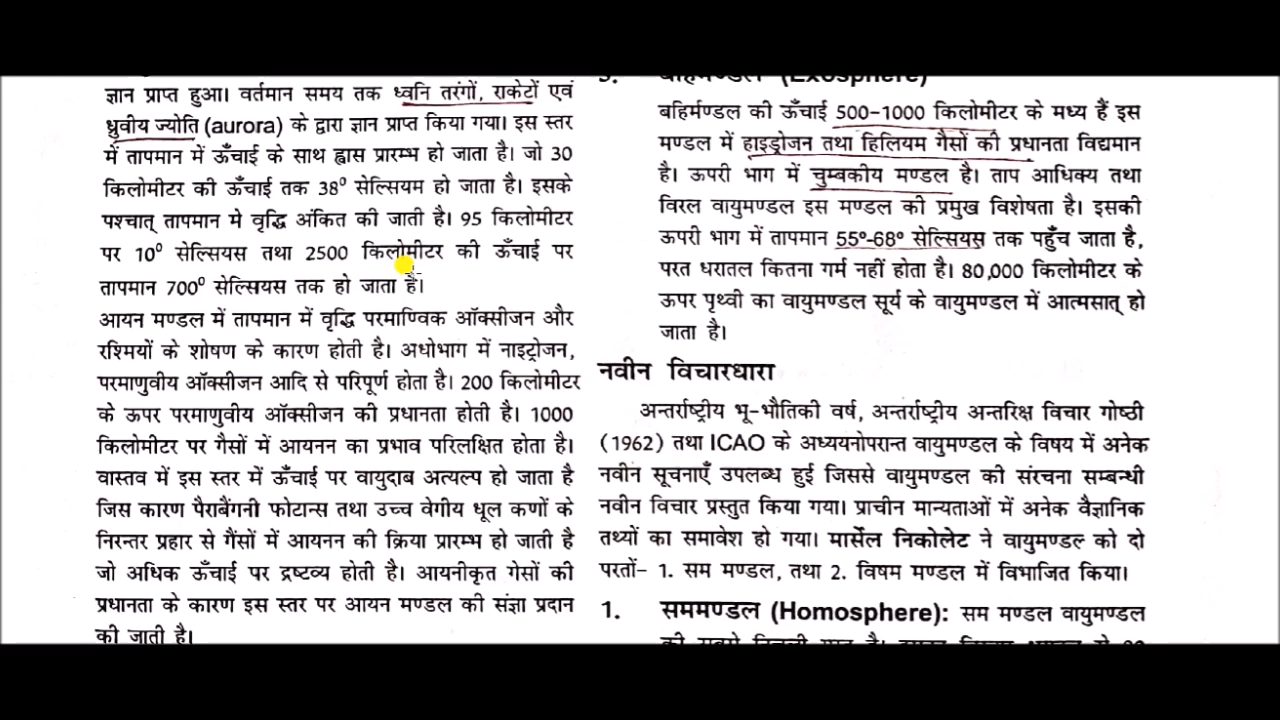 ज्ञान प्राप्त हुआ। वर्तमान समय तक ध्वनि तरंगों, राकेटों एवं
ध्रुवीय ज्योति (aurora) के द्वारा ज्ञान प्राप्त किया गया। इस स्तर
में तापमान में ऊँचाई के साथ ह्वास प्रारम्भ हो जाता है। जो 30
किलोमीटर की ऊँचाई तक 38⁰ सेल्सियम हो जाता है। इसके
पश्चात् तापमान मे वृद्धि अंकित की जाती है। 95 किलोमीटर
पर 10⁰ सेल्सियस तथा 2500 किलोमीटर की ऊँचाई पर
तापमान 700⁰ सेल्सियस तक हो जाता है।
आयन मण्डल में तापमान में वृद्धि परमाण्विक ऑक्सीजन और
रश्मियों के शोषण के कारण होती है। अधोभाग में नाइट्रोजन,
परमाणुवीय ऑक्सीजन आदि से परिपूर्ण होता है। 200 किलोमीटर
के ऊपर परमाणुवीय ऑक्सीजन की प्रधानता होती है। 1000
किलोमीटर पर गैसों में आयनन का प्रभाव परिलक्षित होता है।
वास्तव में इस स्तर में ऊँचाई पर वायुदाब अत्यल्प हो जाता है
जिस कारण पैराबैंगनी फोटान्स तथा उच्च वेगीय धूल कणों के
निरन्तर प्रहार से गैंसों में आयनन की क्रिया प्रारम्भ हो जाती है
जो अधिक ऊँचाई पर द्रष्टव्य होती है। आयनीकृत गेसों की
प्रधानता के कारण इस स्तर पर आयन मण्डल की संज्ञा प्रदान
की जाती है।
(Exosphere)
बहिर्मण्डल की ऊँचाई 500-1000 किलोमीटर के मध्य हैं इस
मण्डल में हाइड्रोजन तथा हिलियम गैसों की प्रधानता विद्यमान
है। ऊपरी भाग में चुम्बकीय मण्डल है। ताप आधिक्य तथा
विरल वायुमण्डल इस मण्डल की प्रमुख विशेषता है। इसकी
ऊपरी भाग में तापमान 55°-68° सेल्सियस तक पहुँच जाता है,
परत धरातल कितना गर्म नहीं होता है। 80,000 किलोमीटर के
ऊपर पृथ्वी का वायुमण्डल सूर्य के वायुमण्डल में आत्मसात् हो
जाता है।
नवीन विचारधारा
अन्तर्राष्ट्रीय भू-भौतिकी वर्ष, अन्तर्राष्ट्रीय अन्तरिक्ष विचार गोष्ठी
(1962) तथा ICAO के अध्ययनोपरान्त वायुमण्डल के विषय में अनेक
नवीन सूचनाएँ उपलब्ध हुई जिससे वायुमण्डल की संरचना सम्बन्धी
नवीन विचार प्रस्तुत किया गया। प्राचीन मान्यताओं में अनेक वैज्ञानिक
तथ्यों का समावेश हो गया। मार्सेल निकोलेट ने वायुमण्डल को दो
परतों- 1. सम मण्डल, तथा 2. विषम मण्डल में विभाजित किया।
1. सममण्डल (Homosphere): सम मण्डल वायुमण्डल